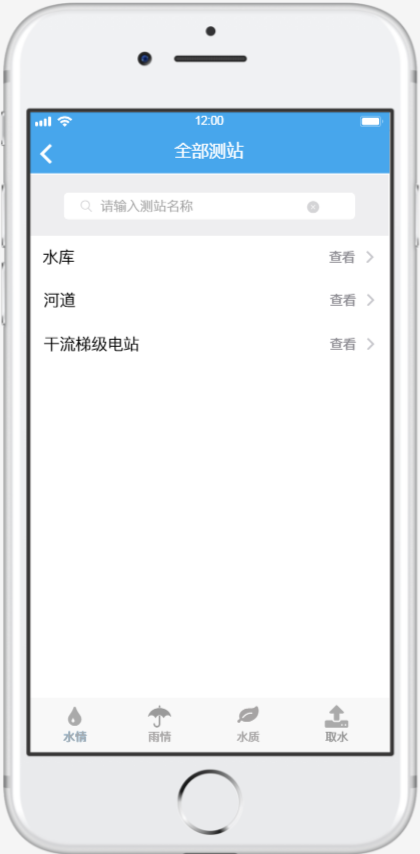 12:00
全部测站
请输入测站名称
水库 查看
河道 查看
干流梯级电站 查看
水情 雨情 水质 取水